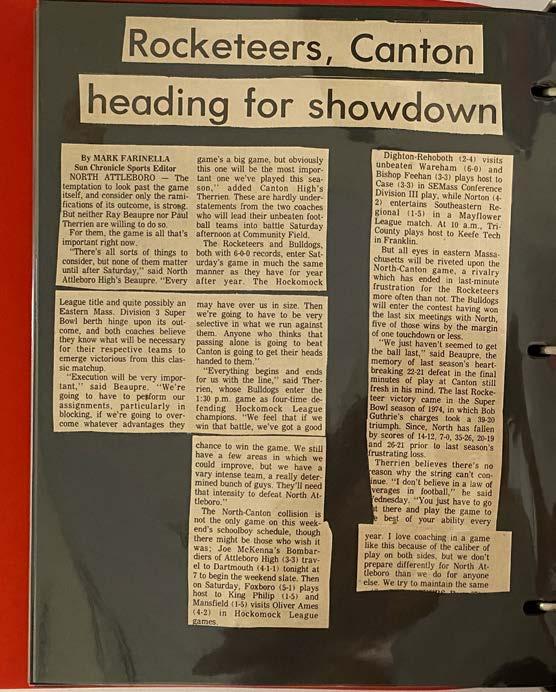 Rocketeers, Canton
heading for showdown
By MARK FARINELLA
Sun Chronicle Sports Editor
NORTH ATTLEBORO — The
temptation to look past the game
itself, and consider only the rami-
fications of its outcome, is strong.
But neither Ray Beaupre nor Paul
Therrien are willing to do so.
For them, the game is all that's
important right now.
"There's all sorts of things to
consider, but none of them matter
until after Saturday," said North
Attleboro High's Beaupre. "Every
game's a big game, but obviously
this one will be the most impor-
tant one we've played this sea-
son," added Canton High's
Therrien. These are hardly under-
statements from the two coaches
who will lead their unbeaten foot-
ball teams into battle Saturday
afternoon at Community Field.
The Rocketeers and Bulldogs,
both with 6-0-0 records, enter Sat-
urday's game in much the same
manner as they have for year
after year. The Hockomock
League title and quite possibly an
Eastern Mass. Division 3 Super
Bowl berth hinge upon its out-
come, and both coaches believe
they know what will be necessary
for their respective teams to
emerge victorious from this clas-
sic matchup.
"Execution will be very impor-
tant," said Beaupre. "We're
going to have to perform our
assignments, particularly in
blocking, if we're going to over-
come whatever advantages they
may have over us in size. Then
we're going to have to be very
selective in what we run against
them. Anyone who thinks that
passing alone is going to beat
Canton is going to get their heads
handed to them."
"Everything begins and ends
for us with the line," said Ther-
rien, whose Bulldogs enter the
1:30 p.m. game as four-time de-
fending Hockomock League
champions. "We feel that if we
win that battle, we've got a good
chance to win the game. We still
have a few areas in which we
could improve, but we have a
very intense team, a really deter-
mined bunch of guys. They'll need
that intensity to defeat North At-
tleboro."
The North-Canton collision is
not the only game on this week-
end's schoolboy schedule, though
there might be those who wish it
was; Joe McKenna's Bombar-
diers of Attleboro High (3-3) trav-
el to Dartmouth (4-1-1) tonight at
7 to begin the weekend slate. Then
on Saturday, Foxboro (5-1) plays
host to King Philip (1-5) and
Mansfield (1-5) visits Oliver Ames
(4-2) in Hockomock League
games.
Dighton-Rehoboth (2-4) visits
unbeaten Wareham (6-0) and
Bishop Feehan (3-3) plays host to
Case (3-3) in SEMass Conference
Division III play, while Norton (4-
2) entertains Southeastern Re-
gional (1-5) in a Mayflower
League match. At 10 a.m., Tri-
County plays host to Keefe Tech
in Franklin.
But all eyes in eastern Massa-
chusetts will be riveted upon the
North-Canton game, a rivalry
which has ended in last-minute
frustration for the Rocketeers
more often than not. The Bulldogs
will enter the contest having won
the last six meetings with North,
five of those wins by the margin
of one touchdown or less.
"We just haven't seemed to get
the ball last," said Beaupre, the
memory of last season's heart-
breaking 22-21 defeat in the final
minutes of play at Canton still
fresh in his mind. The last Rocke-
teer victory came in the Super
Bowl season of 1974, in which Bob
Guthrie's charges took a 39-20
triumph. Since, North has fallen
by scores of 14-12, 7-0, 35-26, 20-19
and 26-21 prior to last season's
frustrating loss.
Therrien believes there's no
reason why the string can't con-
inue. "I don't believe in a law of
verages in football," he said
ednesday. "You just have to go
t there and play the game to
e best of your ability every
year. I love coaching in a game
like this because of the caliber of
play on both sides, but we don't
prepare differently for North At-
tleboro than we do for anyone
else. We try to maintain the same